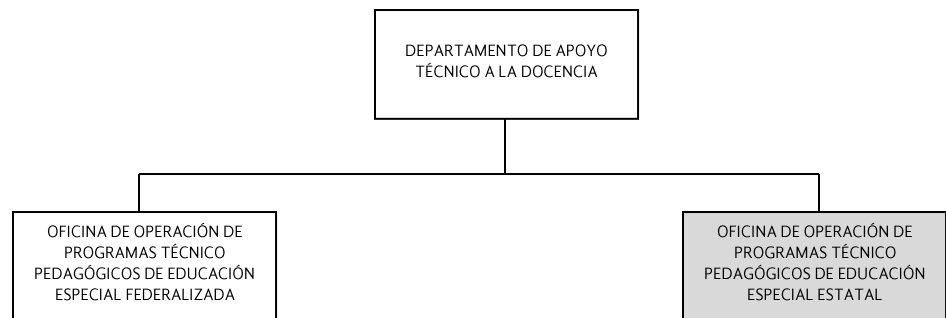 DEPARTAMENTO DE APOYO
TÉCNICO A LA DOCENCIA
OFICINA DE OPERACIÓN DE
PROGRAMAS TÉCNICO
PEDAGÓGICOS DE EDUCACIÓN
ESPECIAL FEDERALIZADA
OFICINA DE OPERACIÓN DE
PROGRAMAS TÉCNICO
PEDAGÓGICOS DE EDUCACIÓN
ESPECIAL ESTATAL